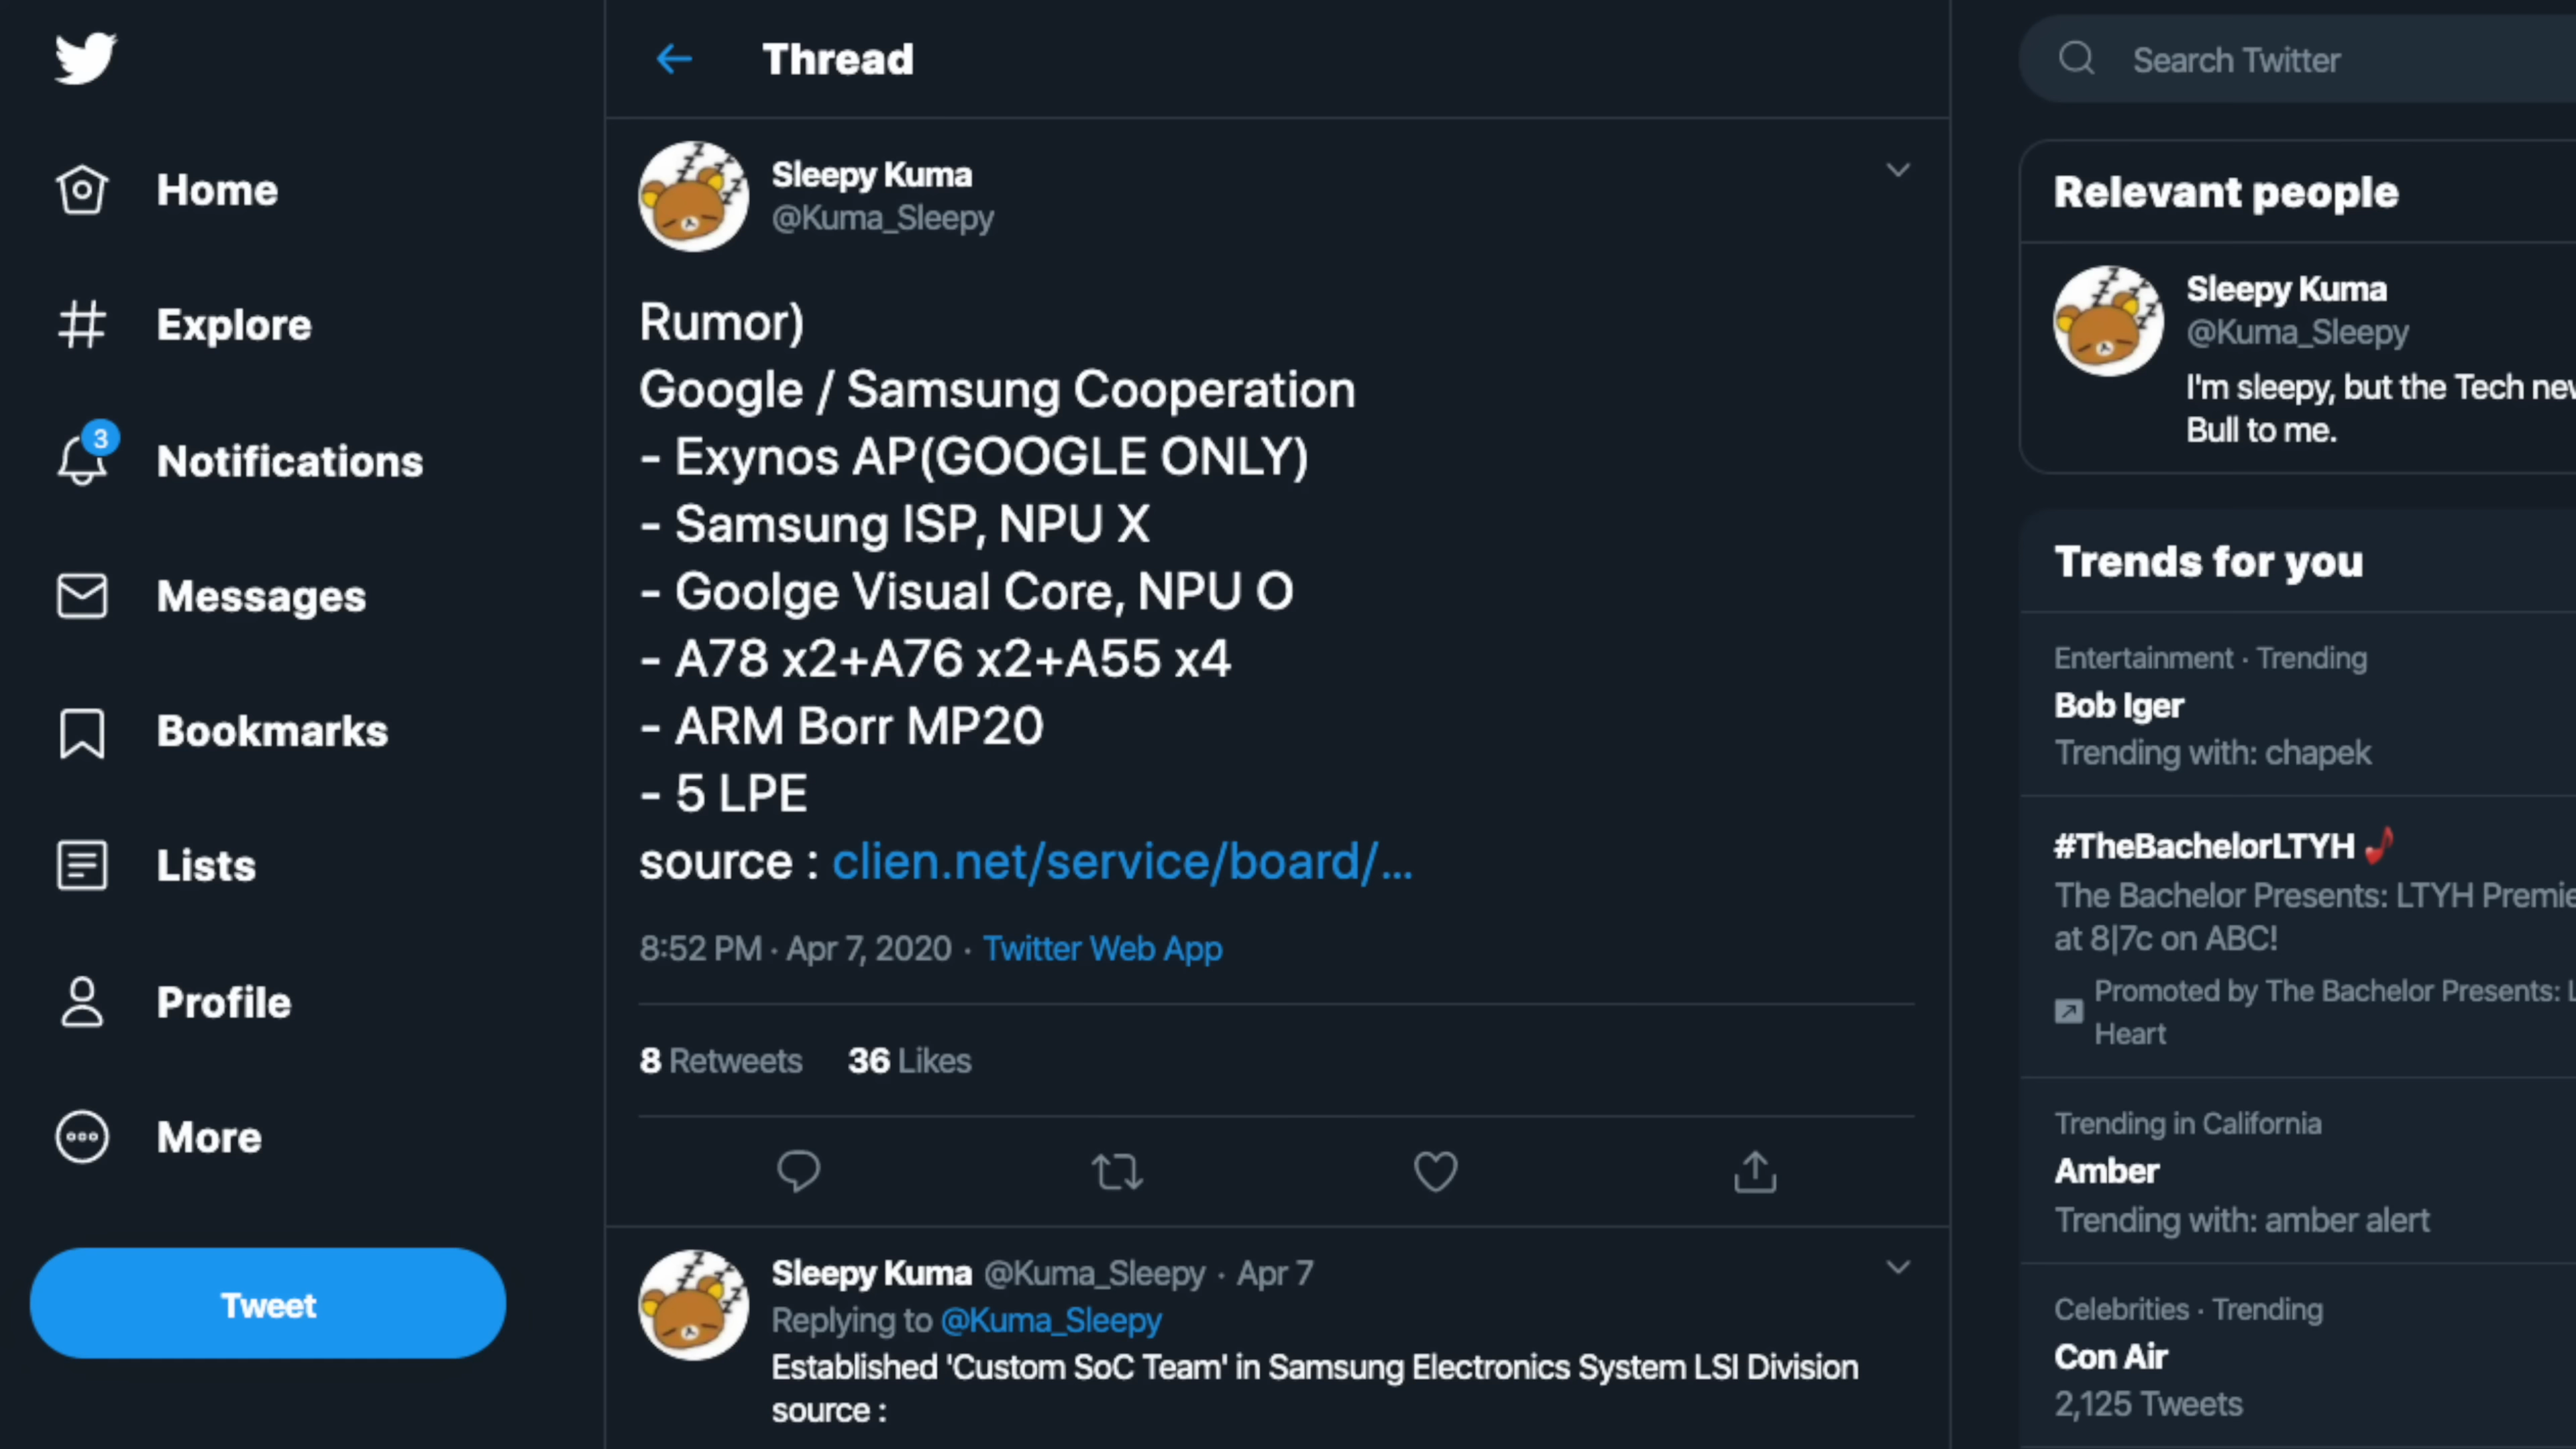 Home
Explore
3
Notifications
Messages
Bookmarks
Lists
Profile
More
Tweet
Thread
Sleepy Kuma
@Kuma_Sleepy
Rumor)
Google / Samsung Cooperation
- Exynos AP(GOOGLE ONLY)
- Samsung ISP, NPU X
- Goolge Visual Core, NPU O
- A78 x2+A76 x2+A55 x4
- ARM Borr MP20
- 5 LPE
source : clien.net/service/board/...
8:52 PM · Apr 7, 2020 · Twitter Web App
8 Retweets 36 Likes
Sleepy Kuma @Kuma_Sleepy · Apr 7
Replying to @Kuma_Sleepy
Established 'Custom SoC Team' in Samsung Electronics System LSI Division
source :
Search Twitter
Relevant people
Sleepy Kuma
@Kuma_Sleepy
I'm sleepy, but the Tech
Bull to me.
Trends for you
Entertainment · Trending
Bob Iger
Trending with: chapek
#TheBachelorLTYH
The Bachelor Presents: LTYH
at 8|7c on ABC!
Promoted by The Bachelor Presents:
Heart
Trending in California
Amber
Trending with: amber alert
Celebrities · Trending
Con Air
2,125 Tweets